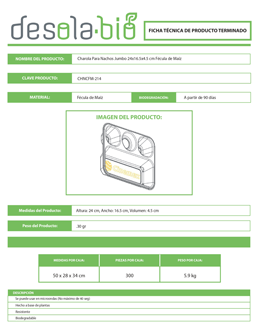 desola·bio
FICHA TÉCNICA DE PRODUCTO TERMINADO
NOMBRE DEL PRODUCTO:
Charola Para Nachos Jumbo 24x16.5x4.5 cm Fécula de Maíz
CLAVE PRODUCTO:
CHNCFM 214
MATERIAL:
Fécula de Maíz
BIODEGRADACIÓN:
A partir de 90 días
IMAGEN DEL PRODUCTO:
Medidas del Producto:
Altura: 24 cm, Ancho: 16.5 cm, Volumen: 4.5 cm
Peso del Producto:
30 gr
MEDIDAS POR CAJA:
PIEZAS POR CAJA:
PESO POR CAJA:
50 x 28 x 34 cm
300
5.9 kg
DESCRIPCIÓN
Se puede usar en microondas (No máximo de 60 seg)
Hecho a base de plantas
Resistente
Biodegradable